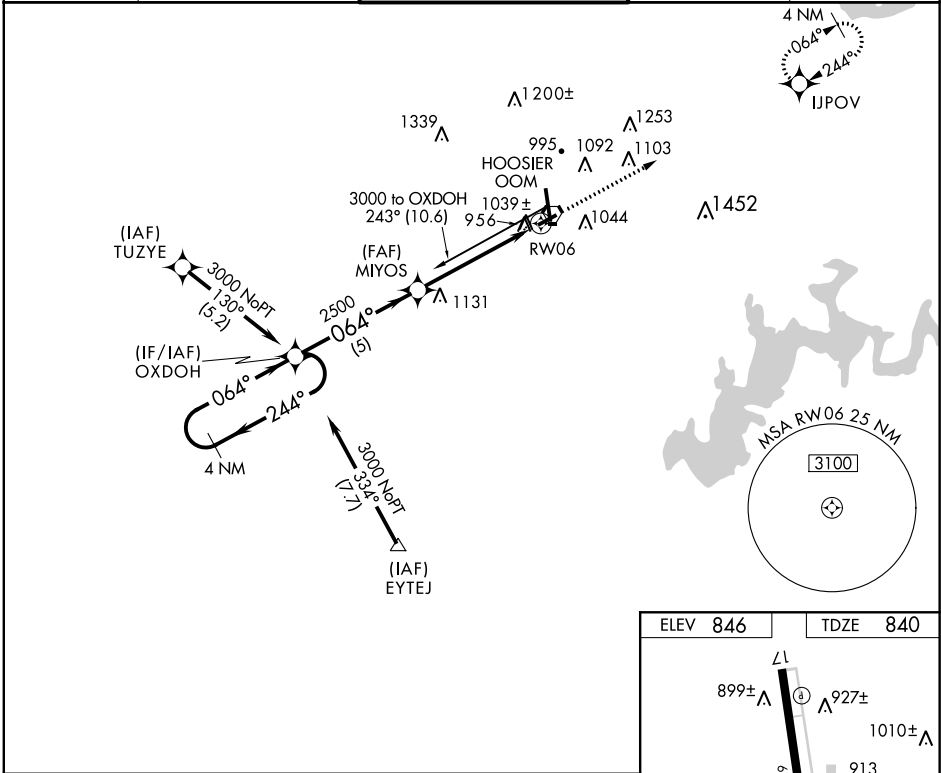 4 NM
064°
244°
IJPOV
1200±
1339
1253
995
1092
1103
HOOSIER
OOM
3000 to OXDOH
243° (10.6)
1039±
956
1044
1452
RW06
(IAF)
TUZYE
3000 NoPT
130°
(5.2)
(FAF)
MIYOS
1131
2500
064°
(5)
(IF/IAF)
OXDOH
064°
244°
4 NM
3000 NoPT
334°
(7.7)
(IAF)
EYTEJ
MSA RW06 25 NM
3100
ELEV 846
TDZE 840
17
899±
P
927±
1010±
9
913